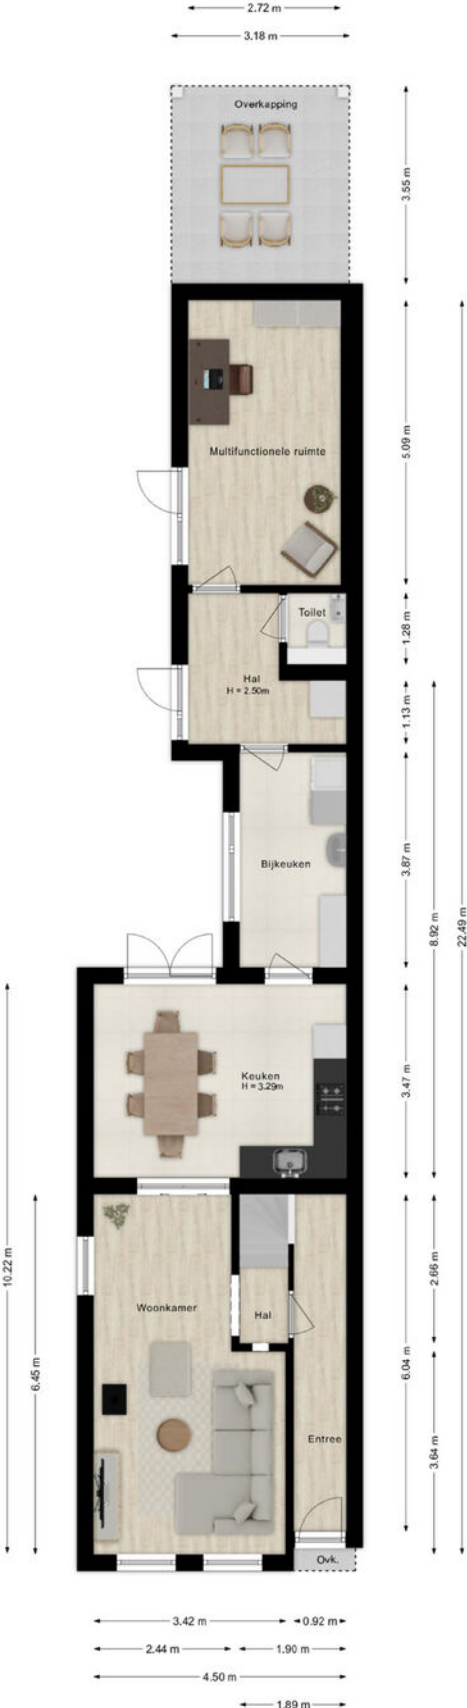 2.72 m
3.18 m
Overkapping
3.55 m
Multifunctionele ruimte
5.09 m
Toilet
1.28 m
Hal
H = 2.50m
1.13 m
Bijkeuken
3.87 m
8.92 m
22.49 m
Keuken
H = 3.29m
3.47 m
10.22 m
Woonkamer
Hal
2.66 m
6.45 m
6.04 m
Entree
3.64 m
Ovk.
3.42 m
0.92 m
2.44 m
1.90 m
4.50 m
1.89 m